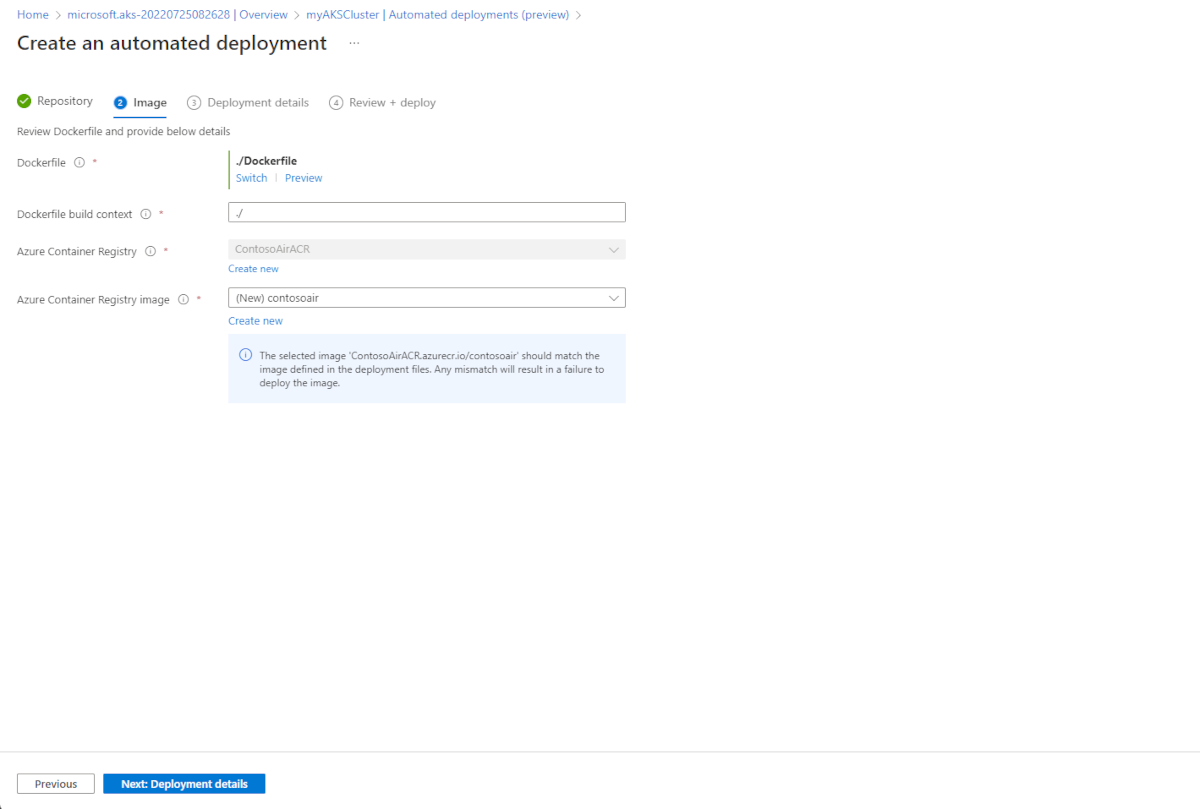 Home > microsoft.aks-20220725082628 | Overview > myAKSCluster | Automated deployments (preview) >
Create an automated deployment ...
Repository 2 Image 3 Deployment details 4 Review + deploy
Review Dockerfile and provide below details
Dockerfile * ./Dockerfile
Switch | Preview
Dockerfile build context * ./
Azure Container Registry * ContosoAirACR
Create new
Azure Container Registry image * (New) contosoair
Create new
The selected image 'ContosoAirACR.azurecr.io/contosoair' should match the
image defined in the deployment files. Any mismatch will result in a failure to
deploy the image.
Previous Next: Deployment details